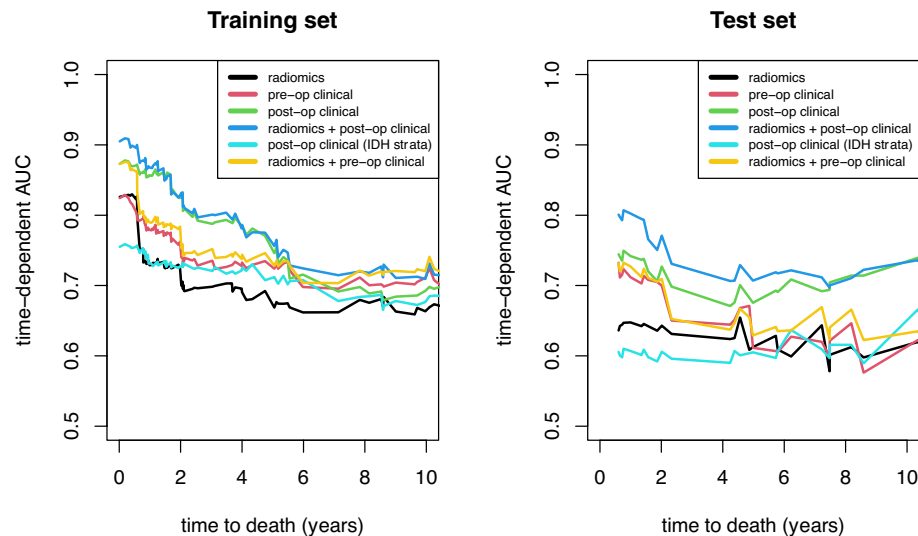 Training set
time−dependent AUC
1.0
0.9
0.8
0.7
0.6
0.5
radiomics
pre−op clinical
post−op clinical
radiomics + post−op clinical
post−op clinical (IDH strata)
radiomics + pre−op clinical
0 2 4 6 8 10
time to death (years)
Test set
time−dependent AUC
1.0
0.9
0.8
0.7
0.6
0.5
radiomics
pre−op clinical
post−op clinical
radiomics + post−op clinical
post−op clinical (IDH strata)
radiomics + pre−op clinical
0 2 4 6 8 10
time to death (years)